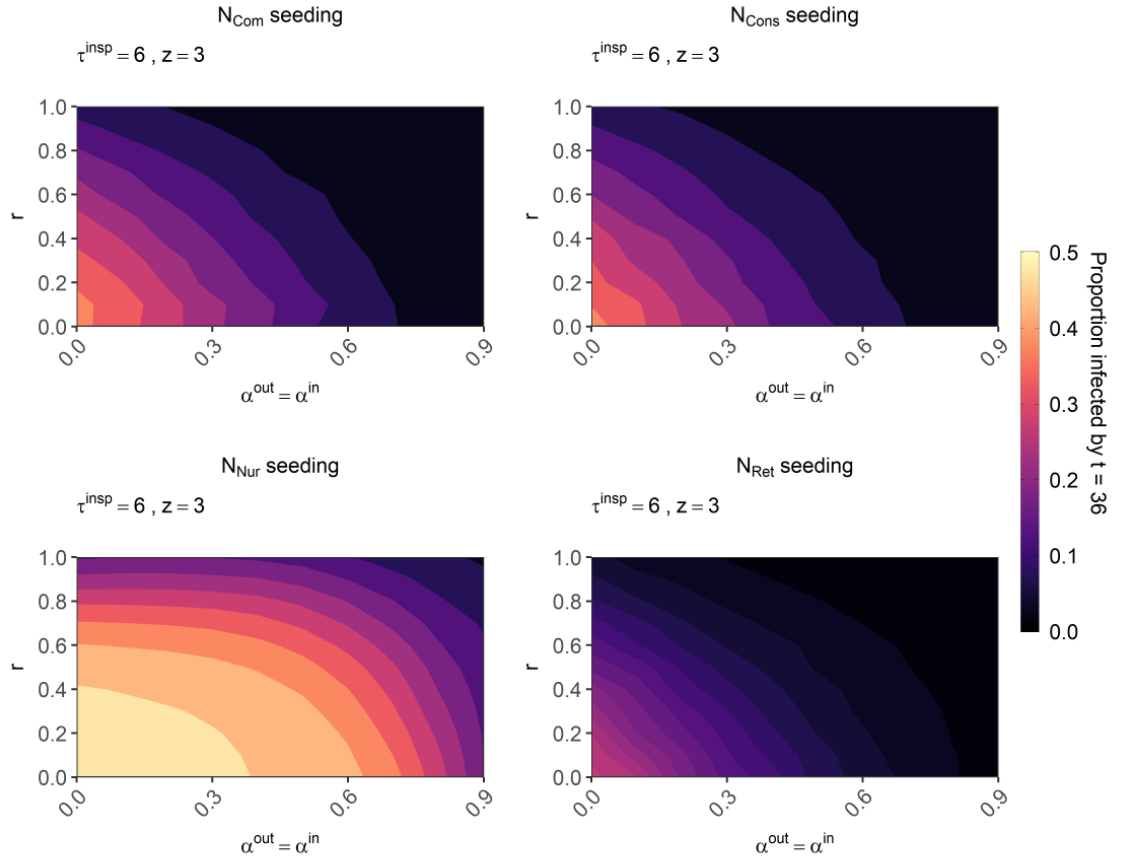 N_Com seeding
τ^insp = 6 , z = 3
1.0
0.8
0.6
0.4
0.2
0.0
r
0.0 0.3 0.6 0.9
α^out = α^in
N_Cons seeding
τ^insp = 6 , z = 3
1.0
0.8
0.6
0.4
0.2
0.0
r
0.0 0.3 0.6 0.9
α^out = α^in
N_Nur seeding
τ^insp = 6 , z = 3
1.0
0.8
0.6
0.4
0.2
0.0
r
0.0 0.3 0.6 0.9
α^out = α^in
N_Ret seeding
τ^insp = 6 , z = 3
1.0
0.8
0.6
0.4
0.2
0.0
r
0.0 0.3 0.6 0.9
α^out = α^in
0.5
0.4
0.3
0.2
0.1
0.0
Proportion infected by t = 36